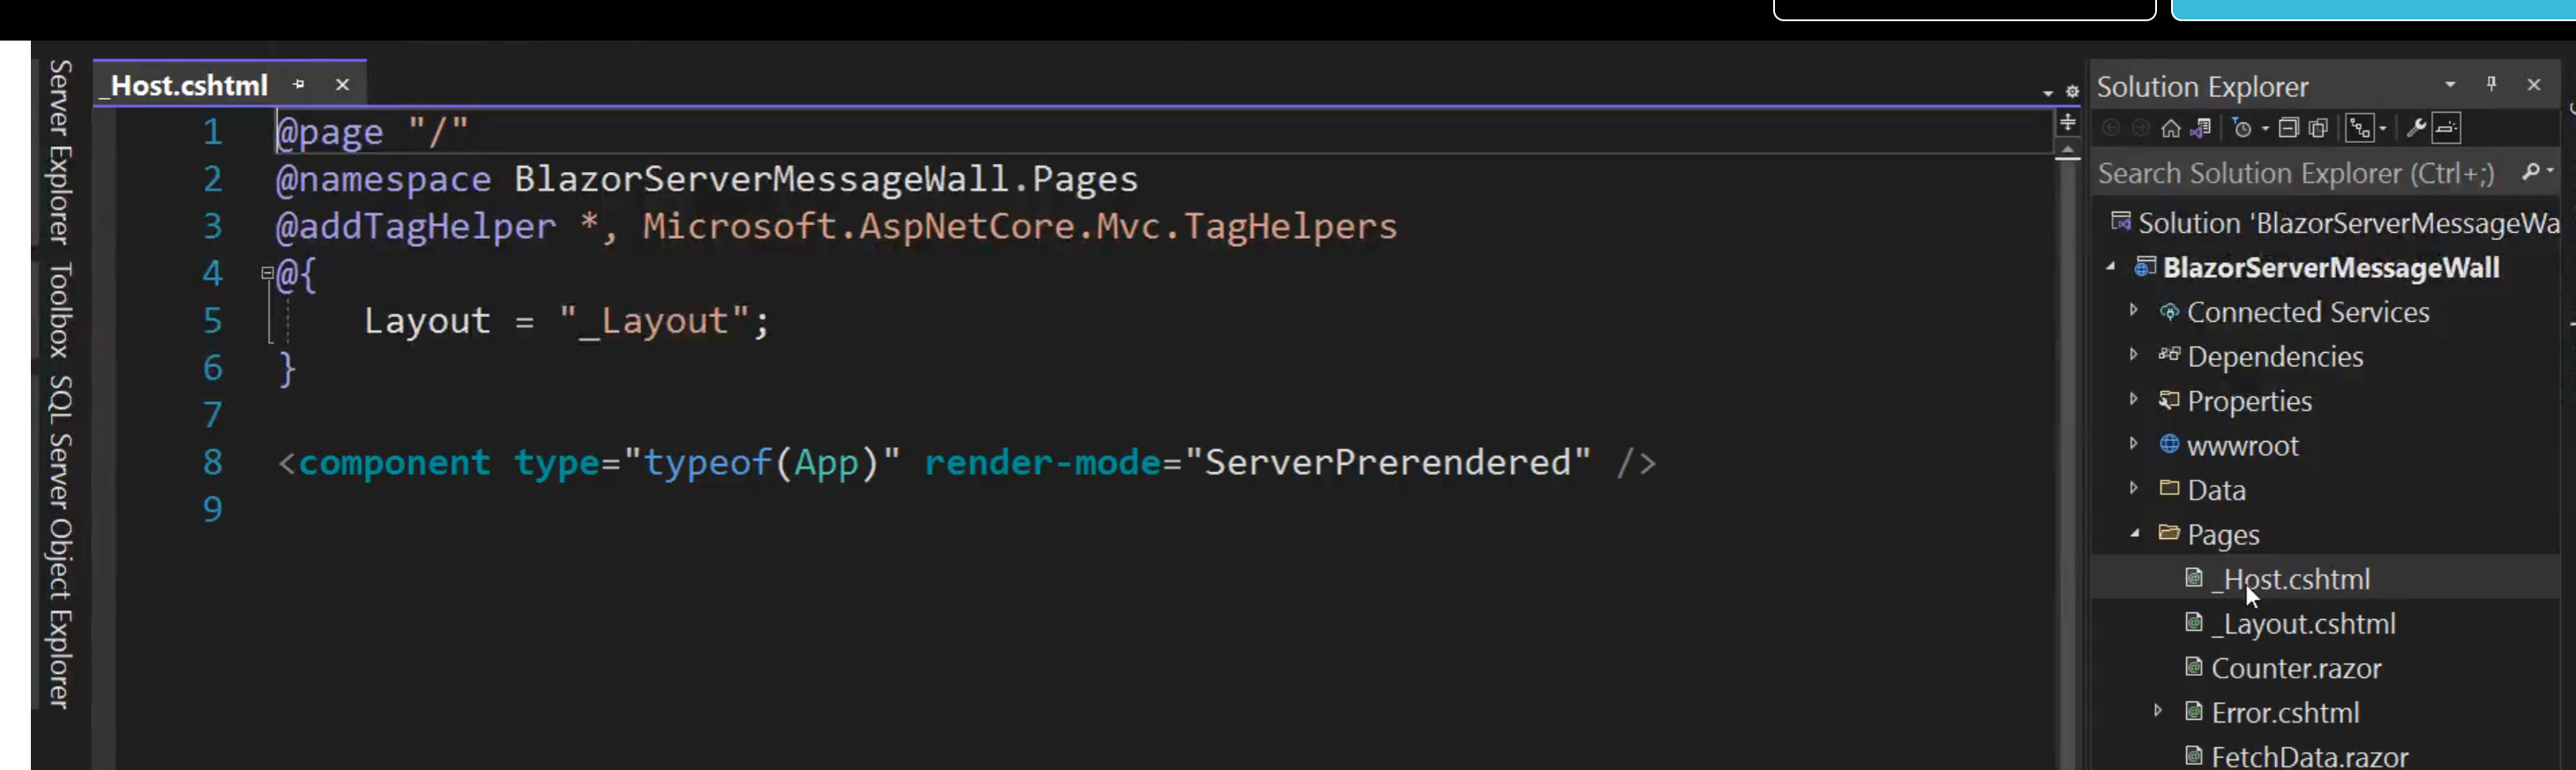 Server Explorer
Toolbox
SQL Server Object Explorer
_Host.cshtml
1 @page "/"
2 @namespace BlazorServerMessageWall.Pages
3 @addTagHelper *, Microsoft.AspNetCore.Mvc.TagHelpers
4 @{
5 Layout = "_Layout";
6 }
7
8 <component type="typeof(App)" render-mode="ServerPrerendered" />
9
Solution Explorer
Search Solution Explorer (Ctrl+;)
Solution 'BlazorServerMessageWa
BlazorServerMessageWall
Connected Services
Dependencies
Properties
wwwroot
Data
Pages
_Host.cshtml
_Layout.cshtml
Counter.razor
Error.cshtml
FetchData.razor